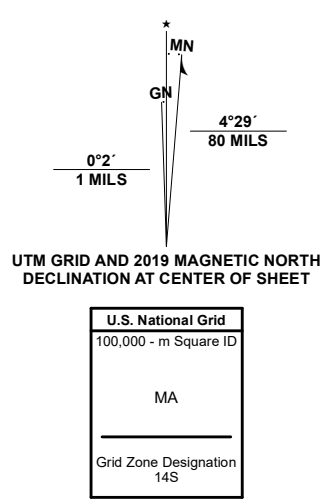 ★
MN
GN
4°29´
80 MILS
0°2´
1 MILS
UTM GRID AND 2019 MAGNETIC NORTH
DECLINATION AT CENTER OF SHEET
U.S. National Grid
100,000 - m Square ID
MA
Grid Zone Designation
14S